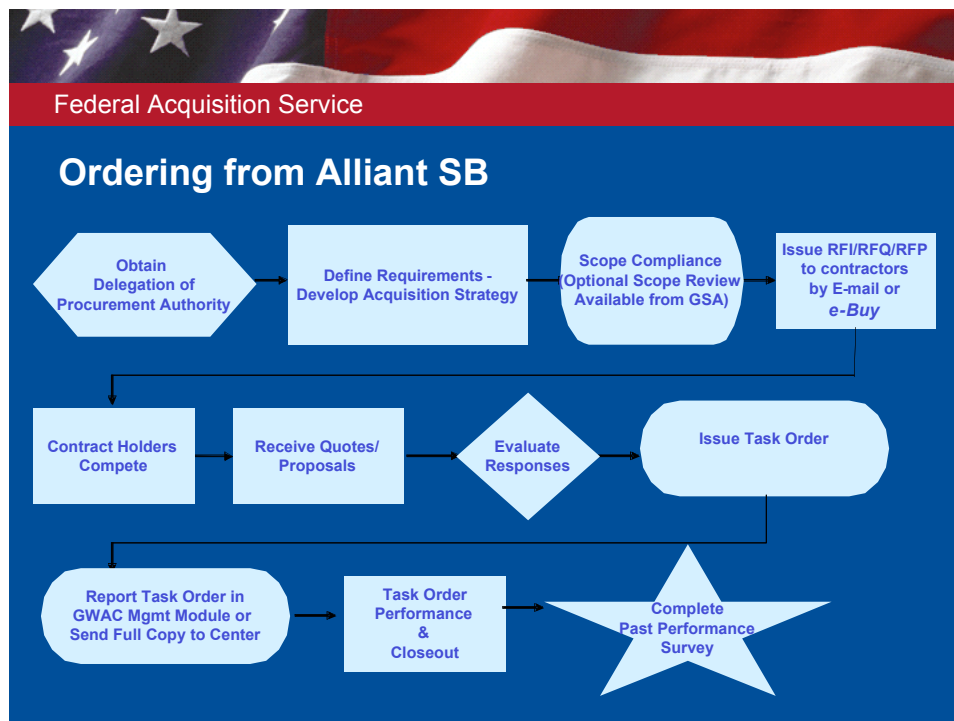 Federal Acquisition Service
Ordering from Alliant SB
Obtain
Delegation of
Procurement Authority
Define Requirements -
Develop Acquisition Strategy
Scope Compliance
(Optional Scope Review
Available from GSA)
Issue RFI/RFQ/RFP
to contractors
by E-mail or
e-Buy
Contract Holders
Compete
Receive Quotes/
Proposals
Evaluate
Responses
Issue Task Order
Report Task Order in
GWAC Mgmt Module or
Send Full Copy to Center
Task Order
Performance
&
Closeout
Complete
Past Performance
Survey